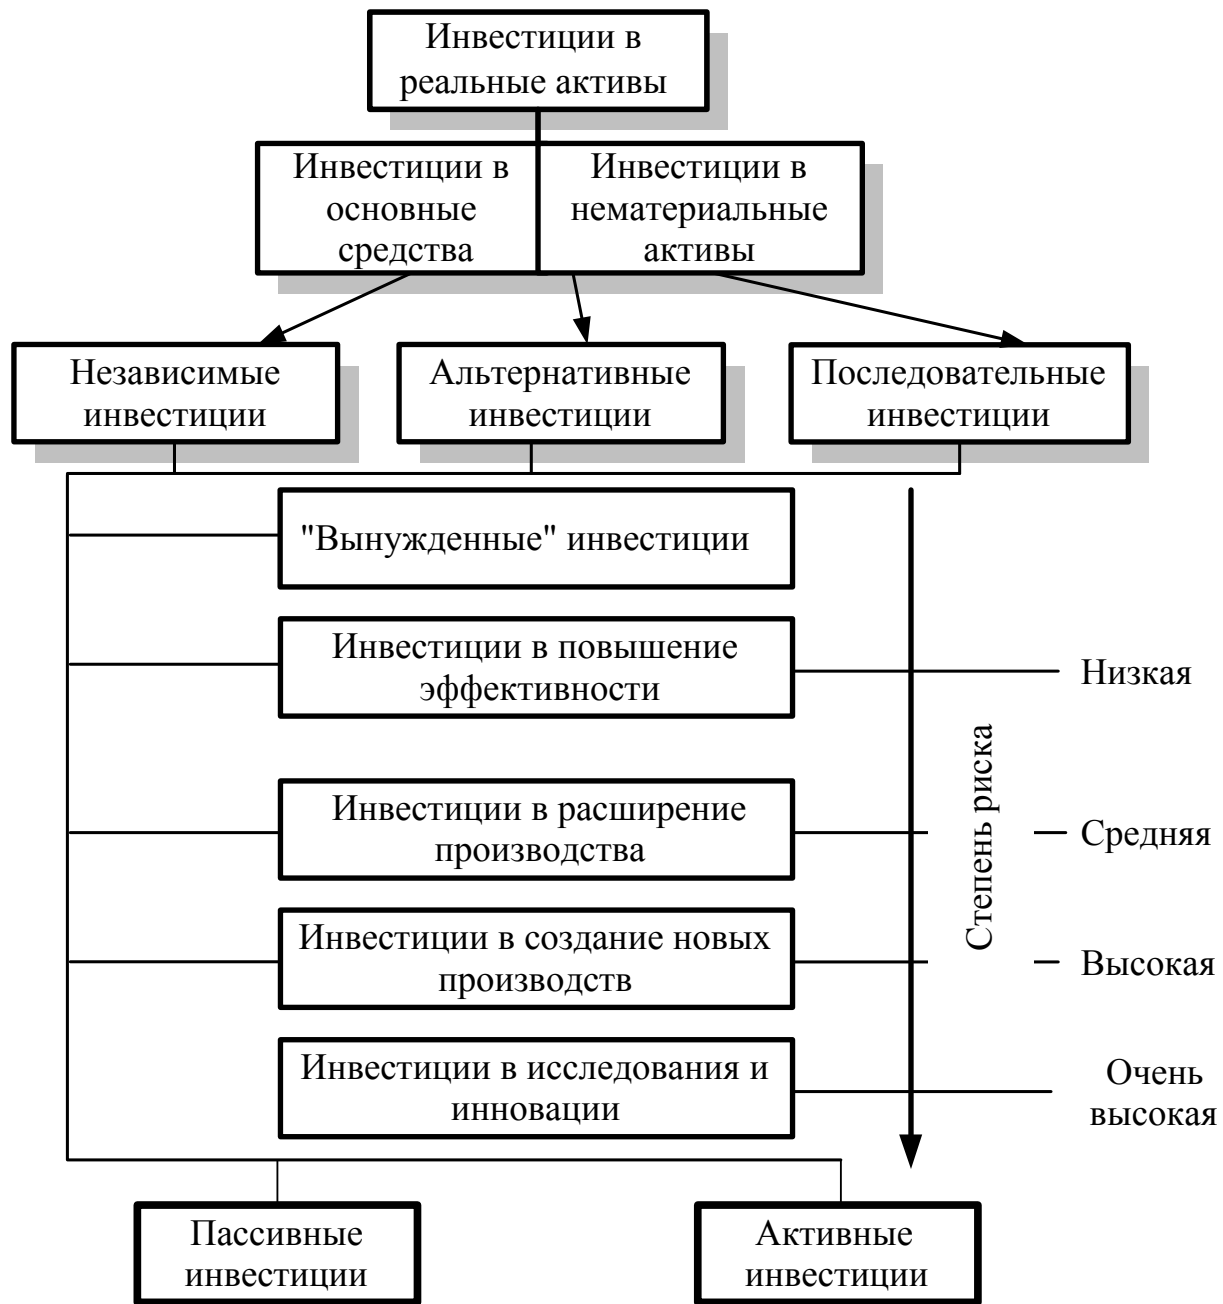 Инвестиции в
реальные активы
Инвестиции в
основные
средства
Инвестиции в
нематериальные
активы
Независимые
инвестиции
Альтернативные
инвестиции
Последовательные
инвестиции
"Вынужденные" инвестиции
Инвестиции в повышение
эффективности
Низкая
Степень риска
Инвестиции в расширение
производства
Средняя
Инвестиции в создание новых
производств
Высокая
Инвестиции в исследования и
инновации
Очень
высокая
Пассивные
инвестиции
Активные
инвестиции